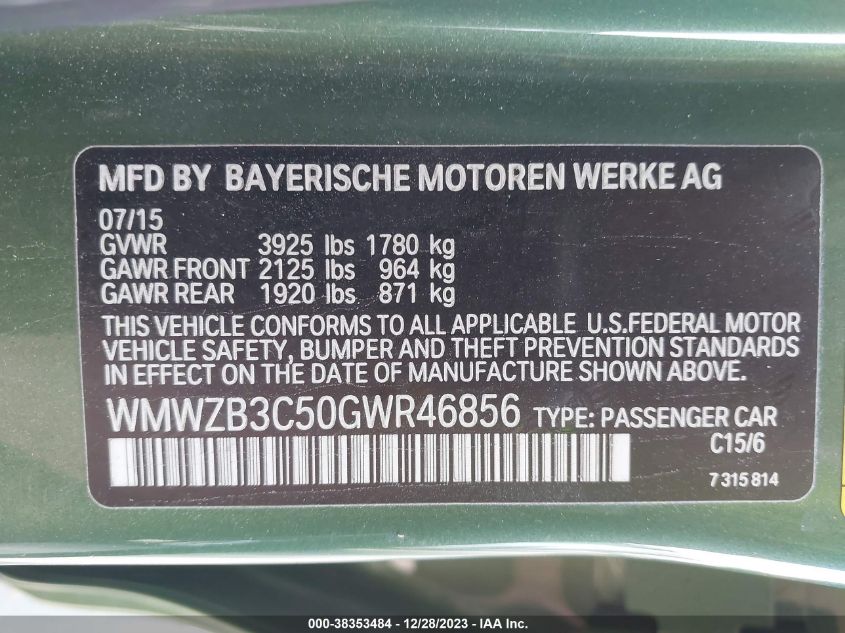 MFD BY BAYERISCHE MOTOREN WERKE AG
07/15
GVWR 3925 lbs 1780 kg
GAWR FRONT 2125 lbs 964 kg
GAWR REAR 1920 lbs 871 kg
THIS VEHICLE CONFORMS TO ALL APPLICABLE U.S.FEDERAL MOTOR
VEHICLE SAFETY, BUMPER AND THEFT PREVENTION STANDARDS
IN EFFECT ON THE DATE OF MANUFACTURE SHOWN ABOVE.
WMWZB3C50GWR46856 TYPE: PASSENGER CAR
C15/6
7 315 814
000-38353484 - 12/28/2023 - IAA Inc.